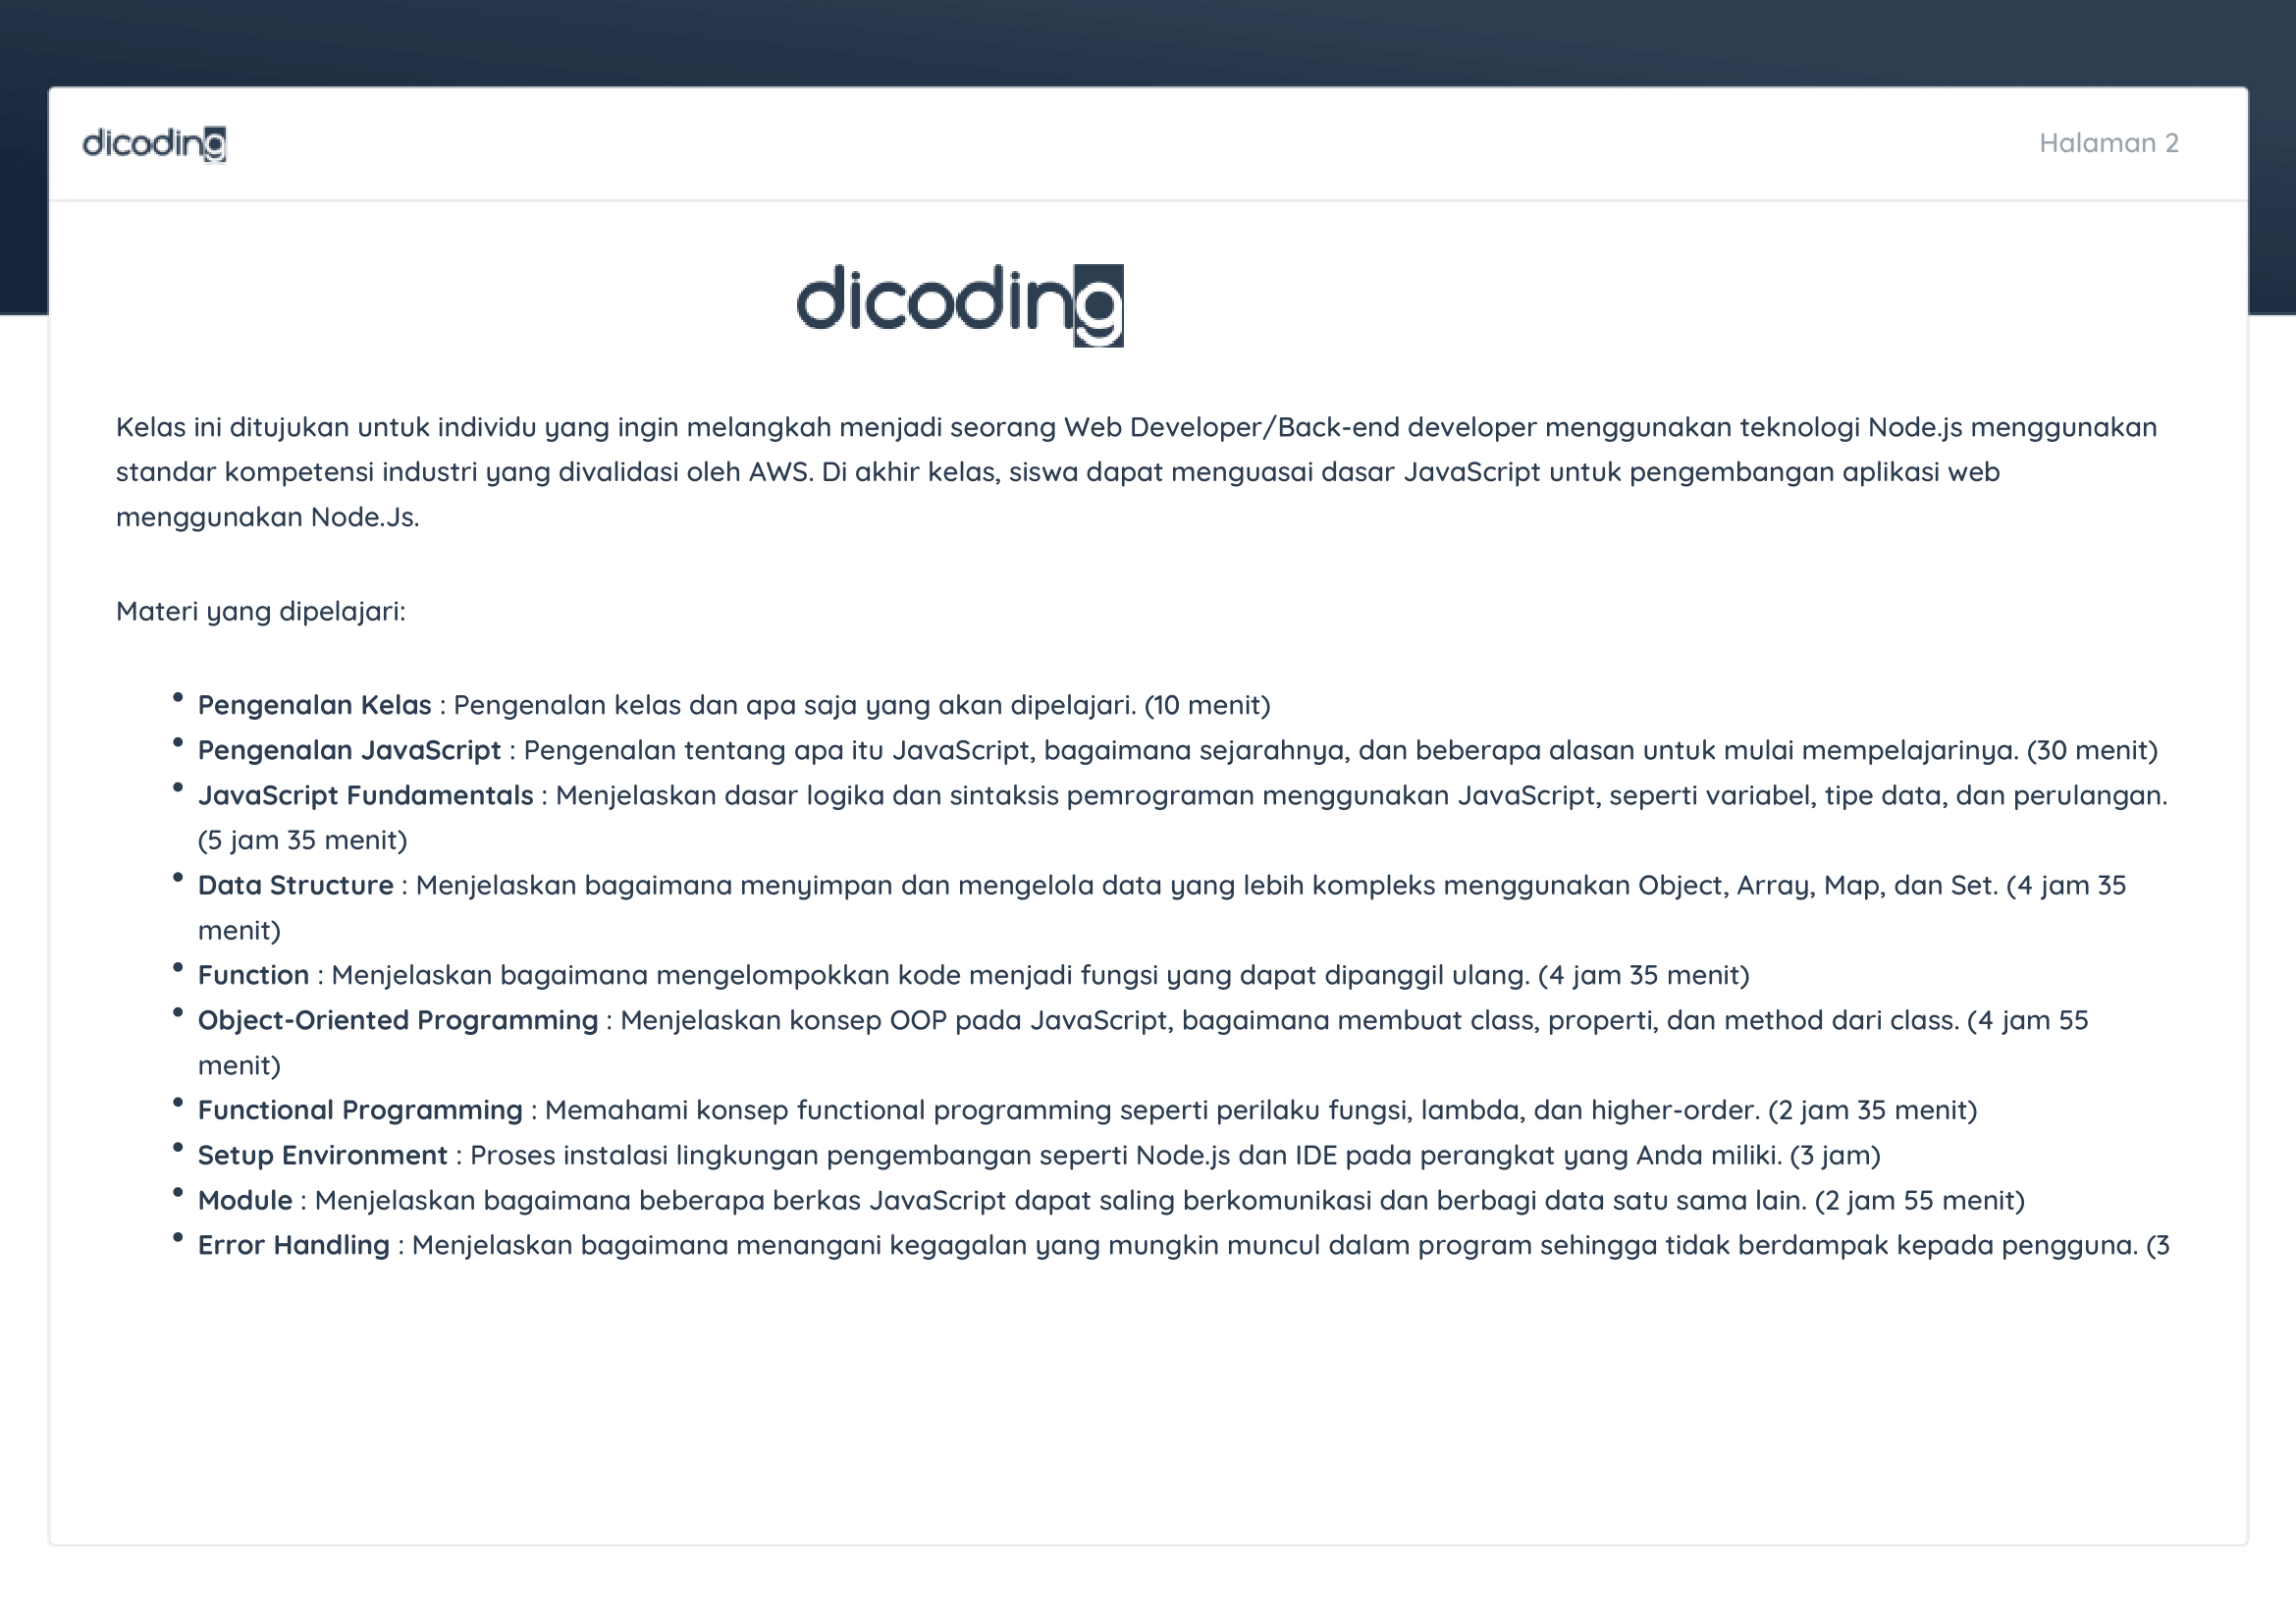 dicoding
Halaman 2
dicoding
Kelas ini ditujukan untuk individu yang ingin melangkah menjadi seorang Web Developer/Back-end developer menggunakan teknologi Node.js menggunakan
standar kompetensi industri yang divalidasi oleh AWS. Di akhir kelas, siswa dapat menguasai dasar JavaScript untuk pengembangan aplikasi web
menggunakan Node.Js.
Materi yang dipelajari:
• Pengenalan Kelas : Pengenalan kelas dan apa saja yang akan dipelajari. (10 menit)
• Pengenalan JavaScript : Pengenalan tentang apa itu JavaScript, bagaimana sejarahnya, dan beberapa alasan untuk mulai mempelajarinya. (30 menit)
• JavaScript Fundamentals : Menjelaskan dasar logika dan sintaksis pemrograman menggunakan JavaScript, seperti variabel, tipe data, dan perulangan.
(5 jam 35 menit)
• Data Structure : Menjelaskan bagaimana menyimpan dan mengelola data yang lebih kompleks menggunakan Object, Array, Map, dan Set. (4 jam 35
menit)
• Function : Menjelaskan bagaimana mengelompokkan kode menjadi fungsi yang dapat dipanggil ulang. (4 jam 35 menit)
• Object-Oriented Programming : Menjelaskan konsep OOP pada JavaScript, bagaimana membuat class, properti, dan method dari class. (4 jam 55
menit)
• Functional Programming : Memahami konsep functional programming seperti perilaku fungsi, lambda, dan higher-order. (2 jam 35 menit)
• Setup Environment : Proses instalasi lingkungan pengembangan seperti Node.js dan IDE pada perangkat yang Anda miliki. (3 jam)
• Module : Menjelaskan bagaimana beberapa berkas JavaScript dapat saling berkomunikasi dan berbagi data satu sama lain. (2 jam 55 menit)
• Error Handling : Menjelaskan bagaimana menangani kegagalan yang mungkin muncul dalam program sehingga tidak berdampak kepada pengguna. (3